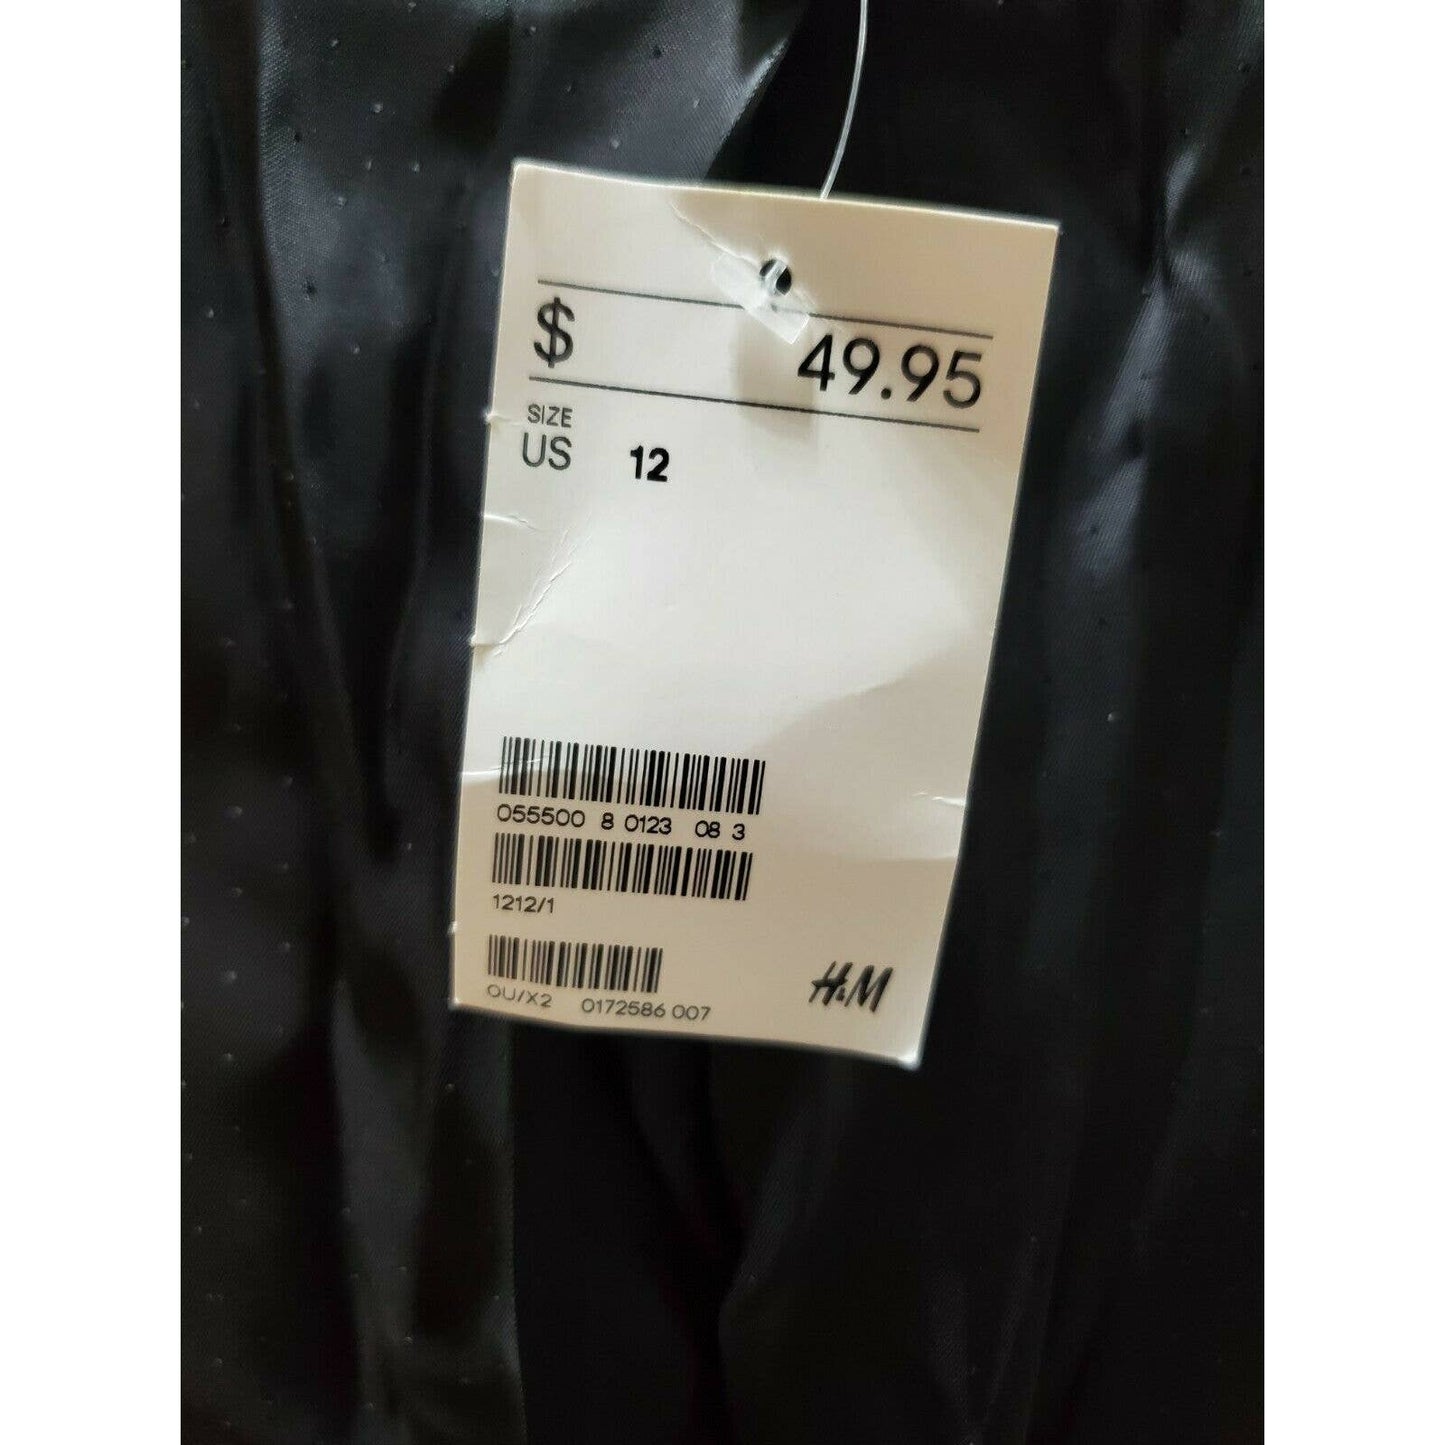 $ 49.95
SIZE
US 12
055500 8 0123 08 3
1212/1
OU/X2 0172586 007
H&M